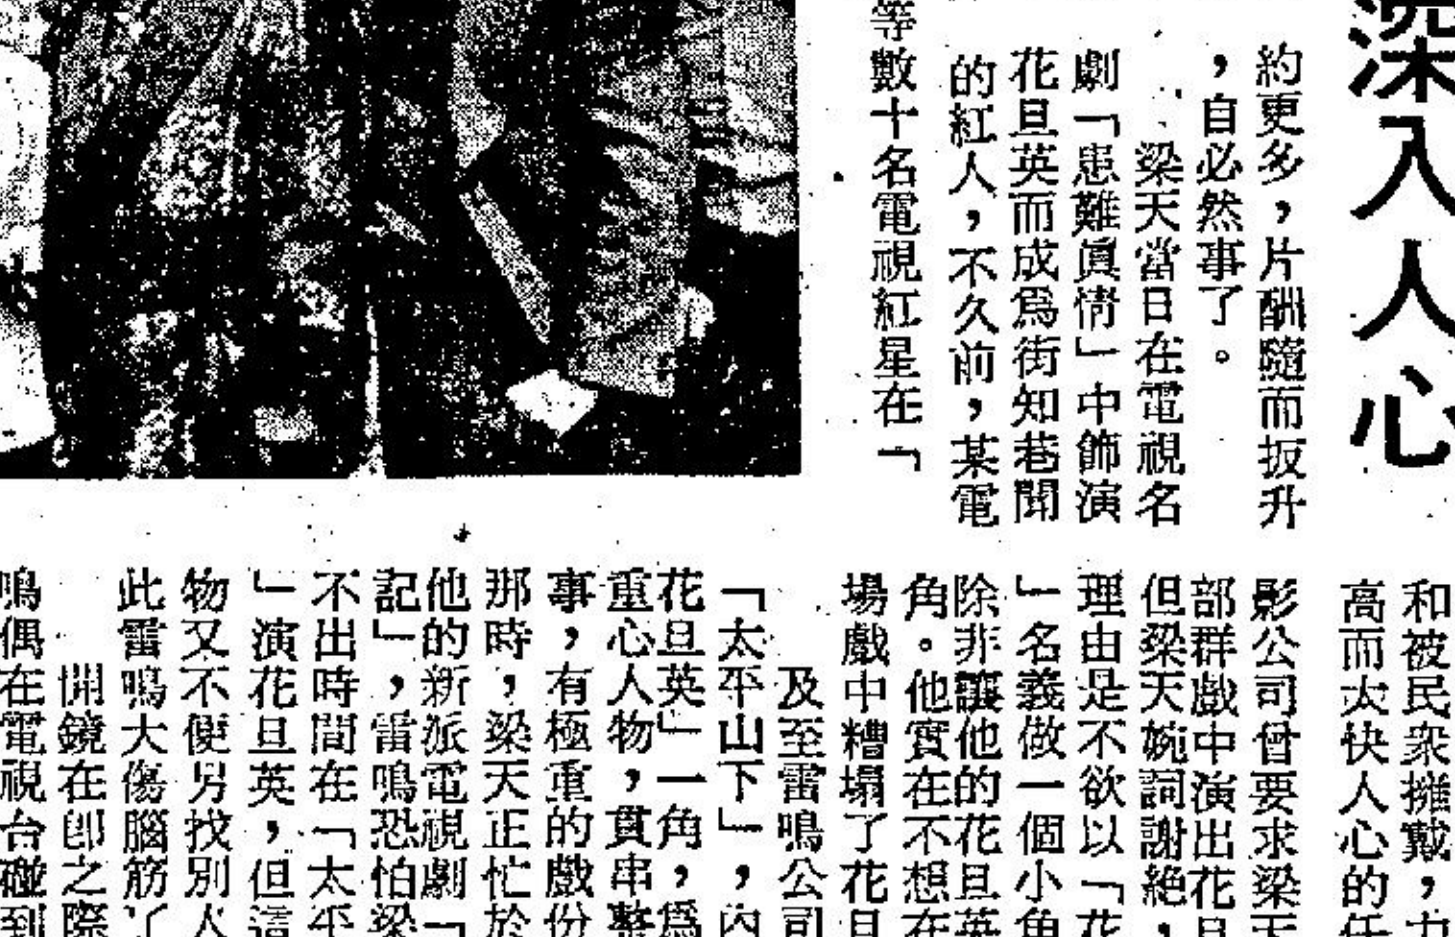 深入人心
約更多，片酬隨而扳升
，自必然事了。
梁天當日在電視名
劇「患難眞情」中飾演
花旦英而成爲街知巷聞
的紅人，不久前，某電
等數十名電視紅星在「
和被民衆擁戴，
高而太快人心的任
影公司曾要求梁天
部群戲中演出花旦
但梁天婉詞謝絕，
理由是不欲以「花
」名義做一個小角
除非讓他的花旦英
角。他實在不想在
場戲中糟塌了花旦
及至雷鳴公司
「太平山下」，內
花旦英」一角，爲
重心人物，貫串整
事，有極重的戲份
那時，梁天正忙於
他的新派電視劇「
記」，雷鳴恐怕梁
不出時間在「太平
」演花旦英，但這
物又不便另找別人
此雷鳴大傷腦筋了
開鏡在卽之際
鳴偶在電視台碰到